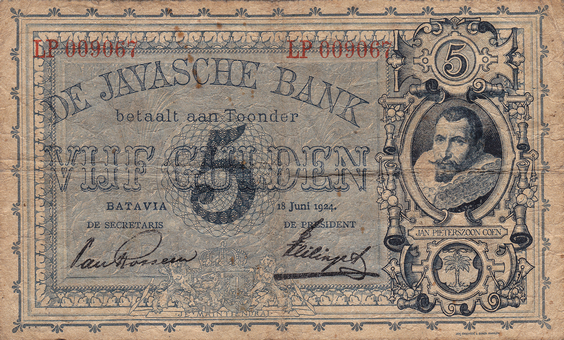 LP 009067 LP 009067
5
DE JAVASCHE BANK
betaalt aan Toonder
VIJF GULDEN
5
BATAVIA 18 Juni 1924.
DE SECRETARIS DE PRESIDENT
JAN PIETERSZOON COEN